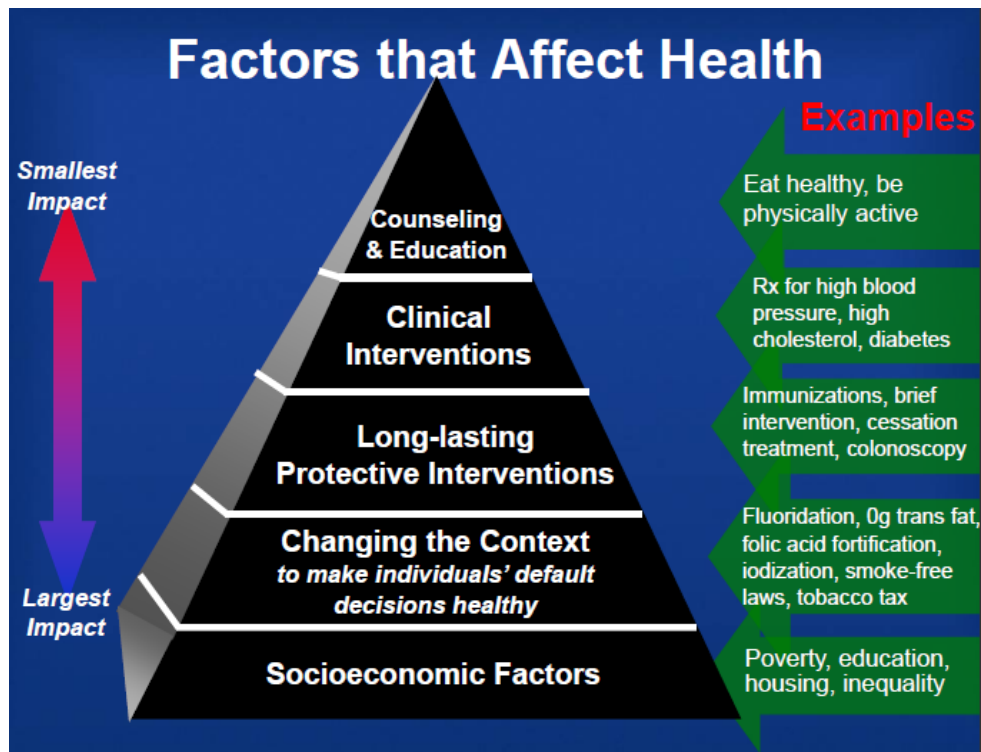 Factors that Affect Health
Examples
Smallest
Impact
Largest
Impact
Counseling
& Education
Eat healthy, be
physically active
Clinical
Interventions
Rx for high blood
pressure, high
cholesterol, diabetes
Long-lasting
Protective Interventions
Immunizations, brief
intervention, cessation
treatment, colonoscopy
Changing the Context
to make individuals’ default
decisions healthy
Fluoridation, 0g trans fat,
folic acid fortification,
iodization, smoke-free
laws, tobacco tax
Socioeconomic Factors
Poverty, education,
housing, inequality